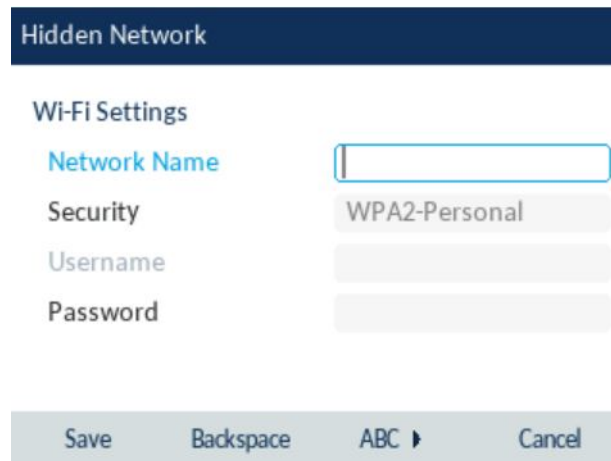 Hidden Network
Wi-Fi Settings
Network Name
Security WPA2-Personal
Username
Password
Save Backspace ABC Cancel